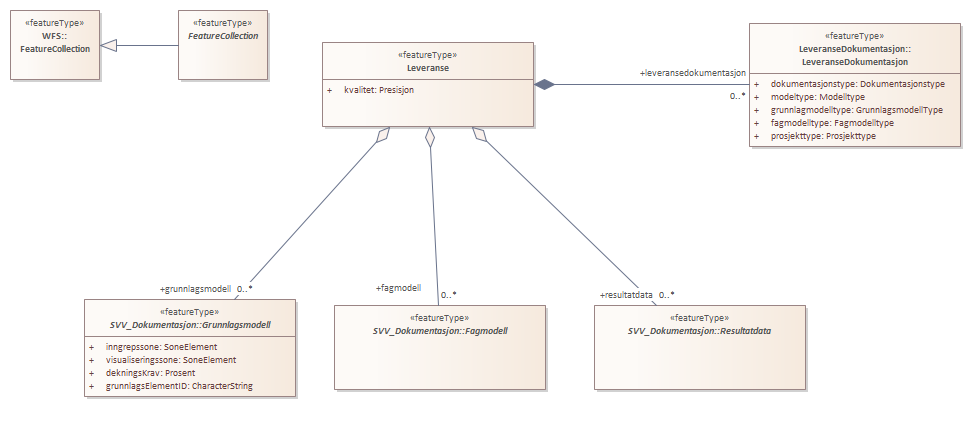 «featureType»
WFS::
FeatureCollection
«featureType»
FeatureCollection
«featureType»
Leveranse
+ kvalitet: Presisjon
+leveransedokumentasjon
0..*
«featureType»
LeveranseDokumentasjon::
LeveranseDokumentasjon
+ dokumentasjonstype: Dokumentasjonstype
+ modeltype: Modelltype
+ grunnlagmodelltype: GrunnlagsmodellType
+ fagmodelltype: Fagmodelltype
+ prosjekttype: Prosjekttype
+grunnlagsmodell 0..*
«featureType»
SVV_Dokumentasjon::Grunnlagsmodell
+ inngrepssone: SoneElement
+ visualiseringssone: SoneElement
+ dekningsKrav: Prosent
+ grunnlagsElementID: CharacterString
+fagmodell
0..*
«featureType»
SVV_Dokumentasjon::Fagmodell
+resultatdata 0..*
«featureType»
SVV_Dokumentasjon::Resultatdata